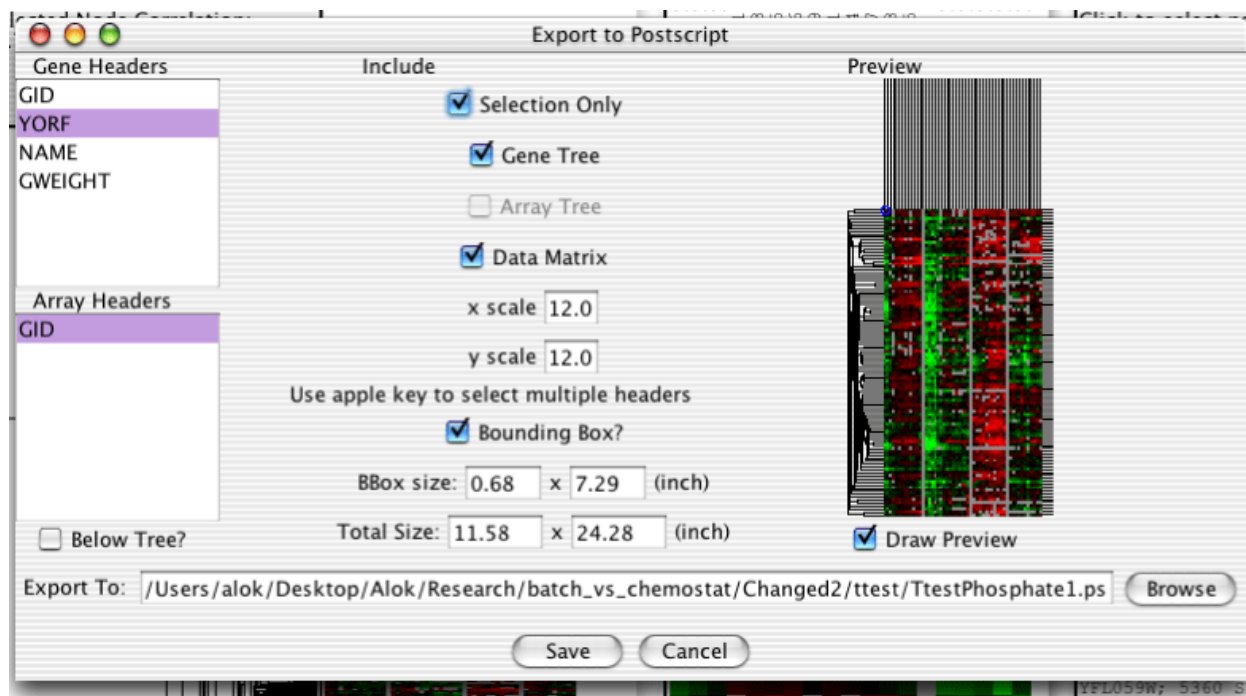 Export to Postscript
Gene Headers
GID
YORF
NAME
GWEIGHT
Array Headers
GID
Below Tree?
Include
Selection Only
Gene Tree
Array Tree
Data Matrix
x scale 12.0
y scale 12.0
Use apple key to select multiple headers
Bounding Box?
BBox size: 0.68 x 7.29 (inch)
Total Size: 11.58 x 24.28 (inch)
Preview
Draw Preview
Export To: /Users/alok/Desktop/Alok/Research/batch_vs_chemostat/Changed2/ttest/TtestPhosphate1.ps Browse
Save Cancel
YFL059W; 5360 S